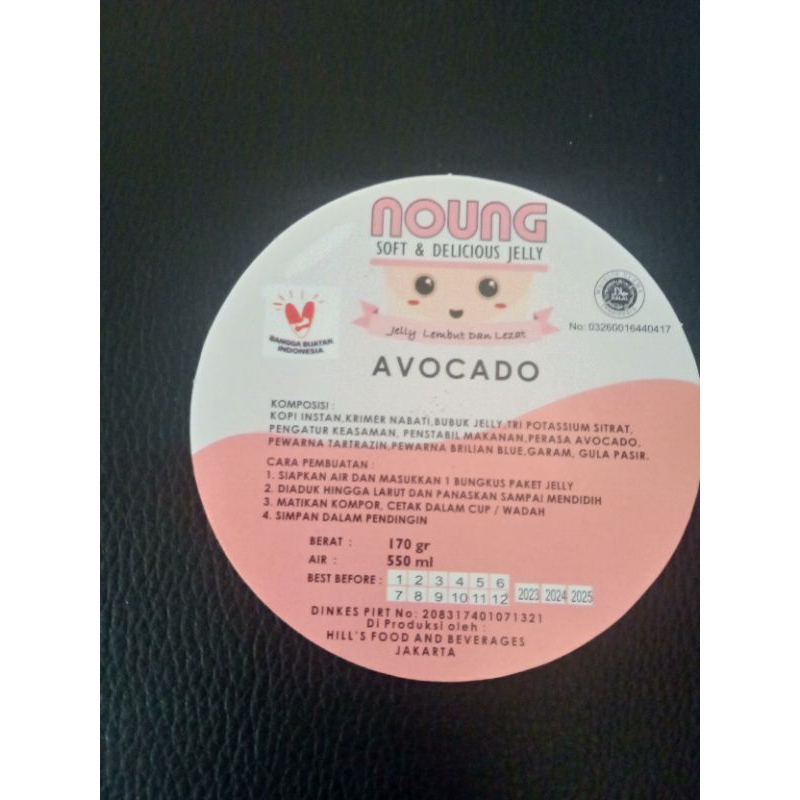 NOUNG
SOFT & DELICIOUS JELLY
Jelly Lembut Dan Lezat
BANGGA BUATAN
INDONESIA
No: 03260016440417
AVOCADO
KOMPOSISI :
KOPI INSTAN,KRIMER NABATI,BUBUK JELLY,TRI POTASSIUM SITRAT,
PENGATUR KEASAMAN, PENSTABIL MAKANAN,PERASA AVOCADO,
PEWARNA TARTRAZIN,PEWARNA BRILIAN BLUE,GARAM, GULA PASIR.
CARA PEMBUATAN :
1. SIAPKAN AIR DAN MASUKKAN 1 BUNGKUS PAKET JELLY
2. DIADUK HINGGA LARUT DAN PANASKAN SAMPAI MENDIDIH
3. MATIKAN KOMPOR, CETAK DALAM CUP / WADAH
4. SIMPAN DALAM PENDINGIN
BERAT : 170 gr
AIR : 550 ml
BEST BEFORE : 1 2 3 4 5 6
7 8 9 10 11 12 2023 2024 2025
DINKES PIRT No: 208317401071321
Di Produksi oleh :
HILL'S FOOD AND BEVERAGES
JAKARTA